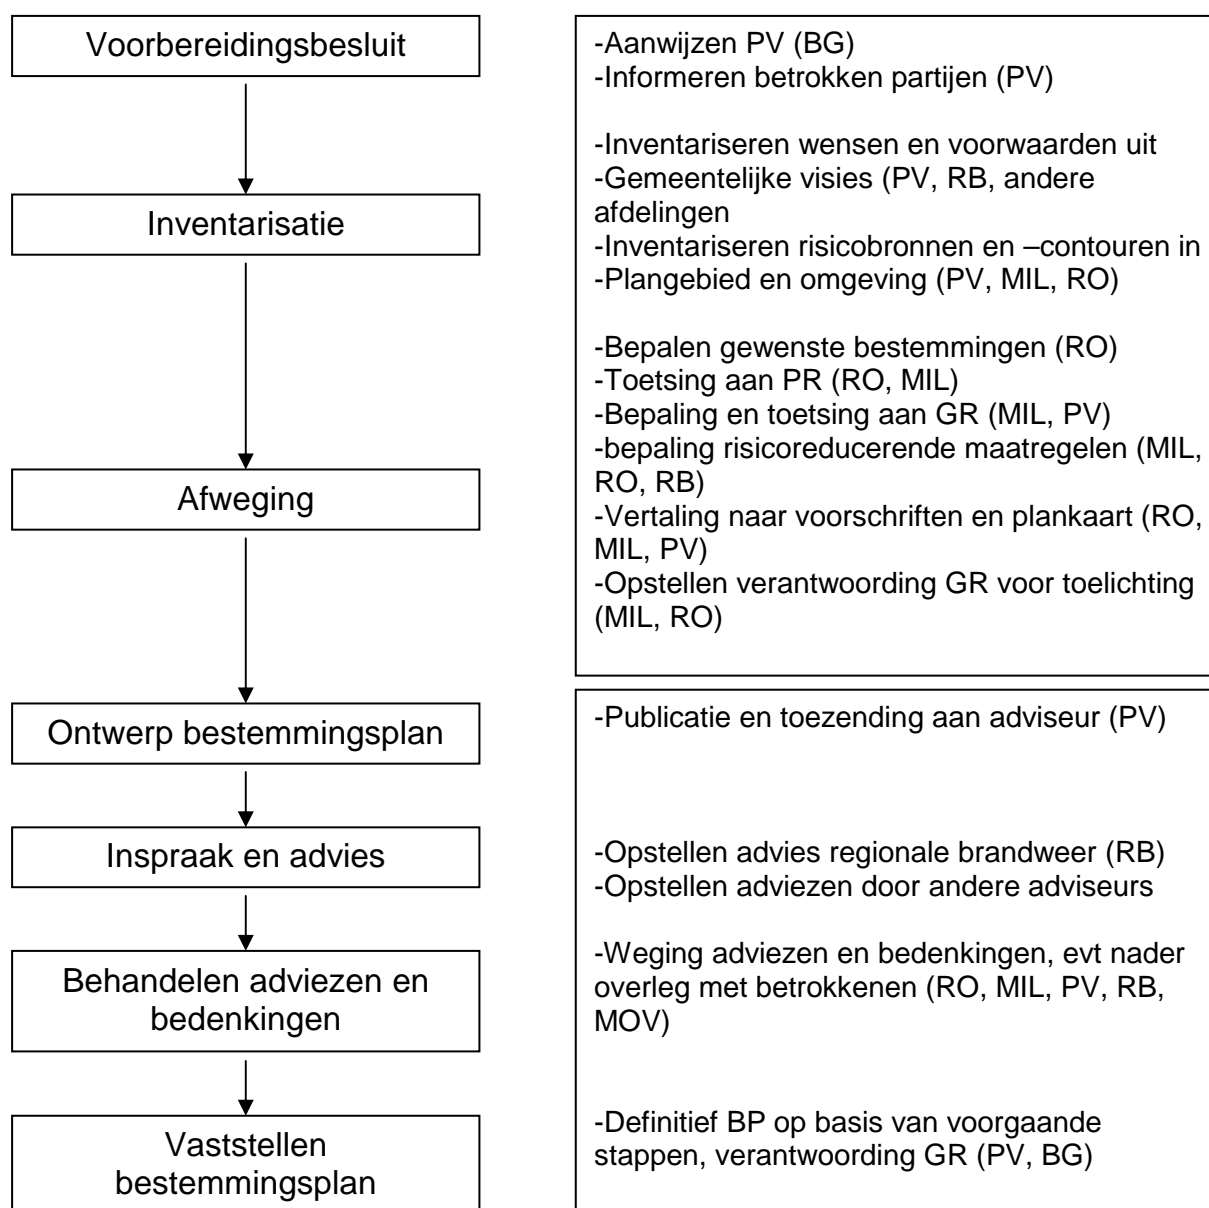 Voorbereidingsbesluit
-Aanwijzen PV (BG)
-Informeren betrokken partijen (PV)
Inventarisatie
-Inventariseren wensen en voorwaarden uit
-Gemeentelijke visies (PV, RB, andere
afdelingen
-Inventariseren risicobronnen en –contouren in
-Plangebied en omgeving (PV, MIL, RO)
Afweging
-Bepalen gewenste bestemmingen (RO)
-Toetsing aan PR (RO, MIL)
-Bepaling en toetsing aan GR (MIL, PV)
-bepaling risicoreducerende maatregelen (MIL,
RO, RB)
-Vertaling naar voorschriften en plankaart (RO,
MIL, PV)
-Opstellen verantwoording GR voor toelichting
(MIL, RO)
Ontwerp bestemmingsplan
-Publicatie en toezending aan adviseur (PV)
Inspraak en advies
-Opstellen advies regionale brandweer (RB)
-Opstellen adviezen door andere adviseurs
Behandelen adviezen en
bedenkingen
-Weging adviezen en bedenkingen, evt nader
overleg met betrokkenen (RO, MIL, PV, RB,
MOV)
Vaststellen
bestemmingsplan
-Definitief BP op basis van voorgaande
stappen, verantwoording GR (PV, BG)